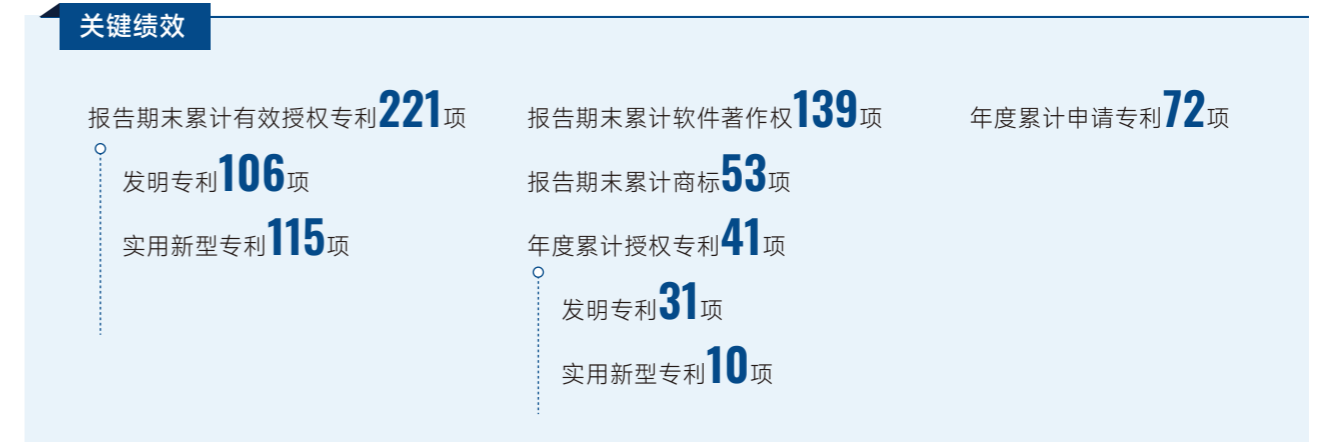 关键绩效
报告期末累计有效授权专利221项
发明专利106项
实用新型专利115项
报告期末累计软件著作权139项
报告期末累计商标53项
年度累计授权专利41项
发明专利31项
实用新型专利10项
年度累计申请专利72项